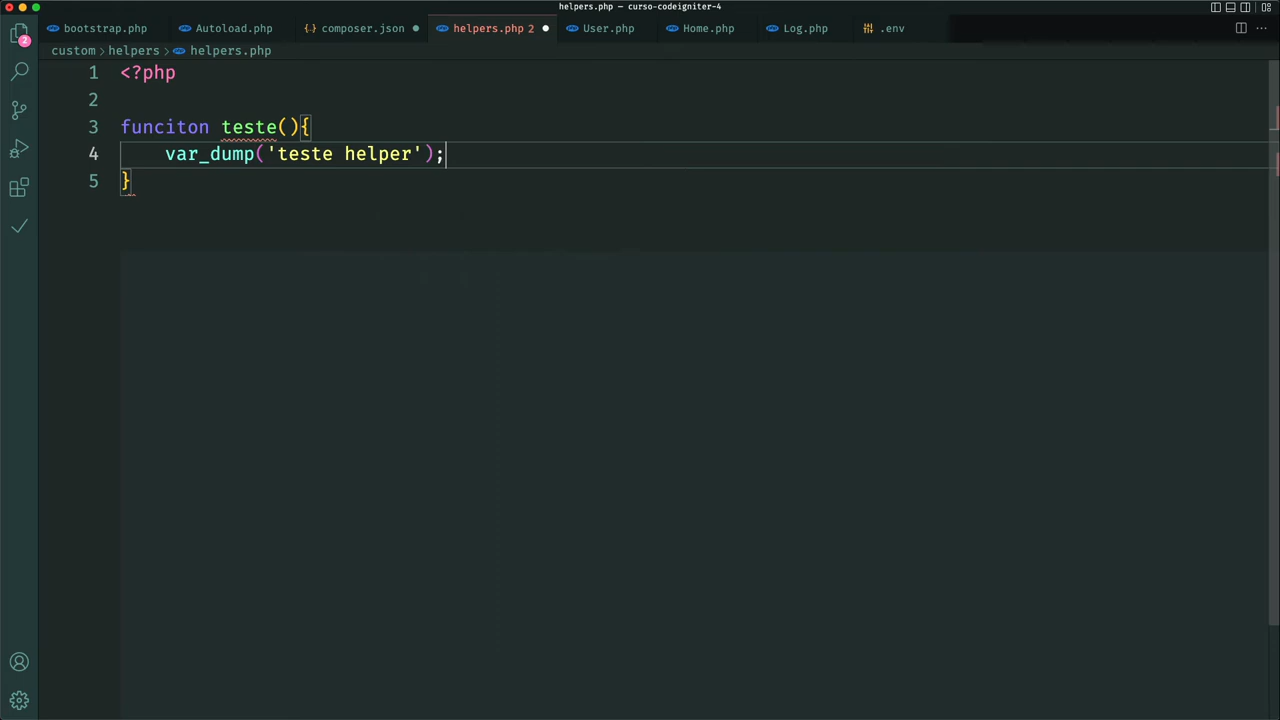 helpers.php — curso-codeigniter-4
bootstrap.php Autoload.php {.} composer.json helpers.php 2 User.php Home.php Log.php .env
custom > helpers > helpers.php
1 <?php
2
3 funciton teste(){
4 var_dump('teste helper');
5 }
2